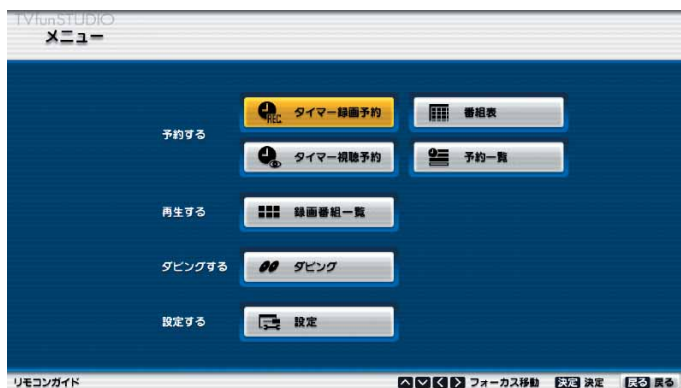 TVfunSTUDIO
メニュー
予約する
REC タイマー録画予約
番組表
タイマー視聴予約
予約一覧
再生する
録画番組一覧
ダビングする
ダビング
設定する
設定
リモコンガイド
フォーカス移動 決定 決定 戻る 戻る